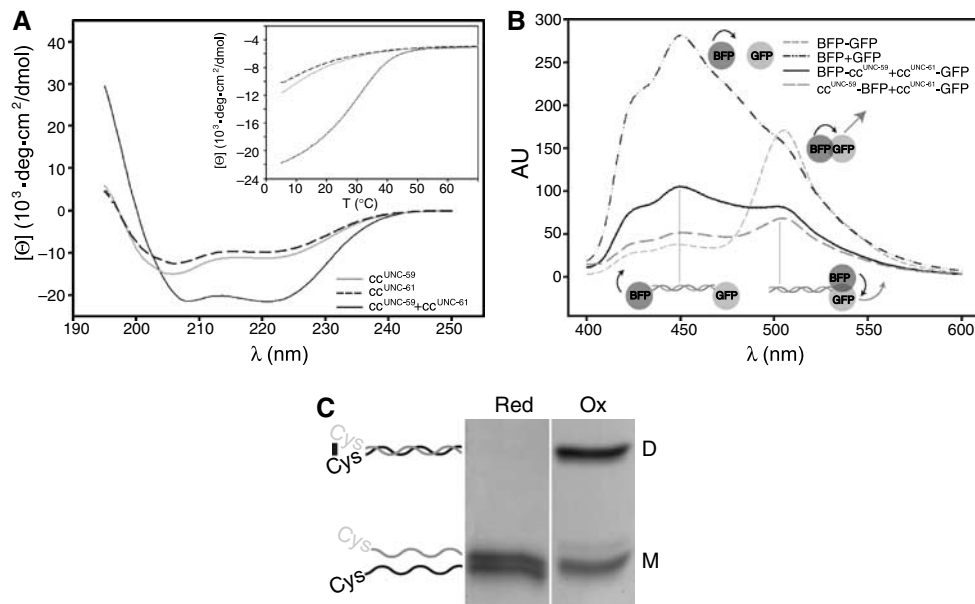 A
[Θ] (10³·deg·cm²/dmol)
40
30
20
10
0
−10
−20
190
200
210
220
230
240
250
λ (nm)
cc^UNC-59
cc^UNC-61
cc^UNC-59+cc^UNC-61
[Θ] (10³·deg·cm²/dmol)
−4
−8
−12
−16
−20
−24
0
10
20
30
40
60
T (°C)
B
AU
300
250
200
150
100
50
0
400
450
500
550
600
λ (nm)
BFP-GFP
BFP+GFP
BFP-cc^UNC-59+cc^UNC-61-GFP
cc^UNC-59-BFP+cc^UNC-61-GFP
BFP GFP
BFP GFP
BFP GFP
BFP
GFP
C
Red Ox
Cys
Cys
D
Cys
Cys
M